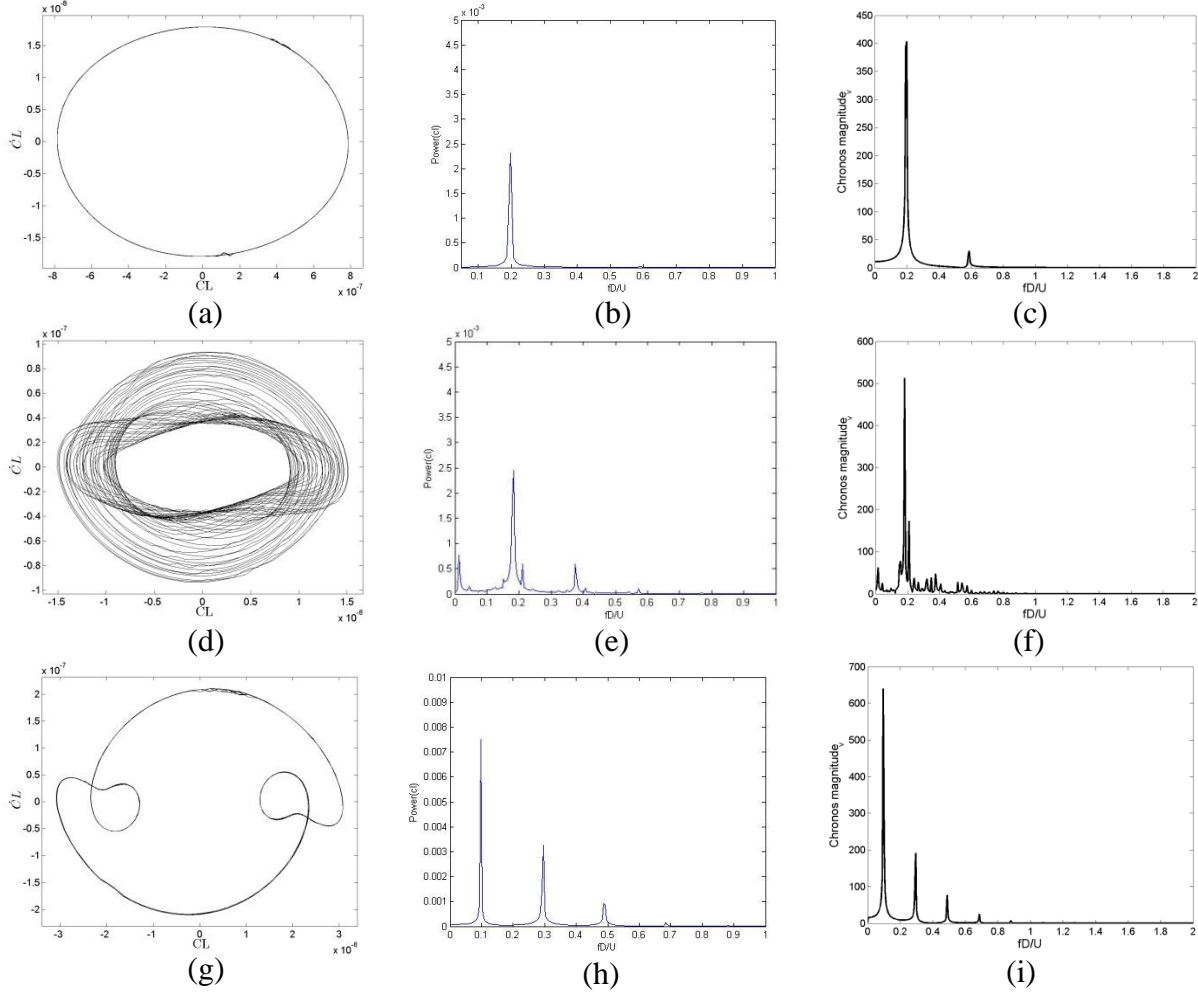 x 10⁻⁸
1.5
1
0.5
0
-0.5
-1
-1.5
ĊL
-8 -6 -4 -2 0 2 4 6 8
CL
x 10⁻⁷
(a)
x 10⁻³
5
4.5
4
3.5
3
2.5
2
1.5
1
0.5
0
Power(cl)
0.1 0.2 0.3 0.4 0.5 0.6 0.7 0.8 0.9 1
fD/U
(b)
450
400
350
300
250
200
150
100
50
0
Chronos magnitudeᵥ
0 0.2 0.4 0.6 0.8 1 1.2 1.4 1.6 1.8 2
fD/U
(c)
x 10⁻⁷
1
0.8
0.6
0.4
0.2
0
-0.2
-0.4
-0.6
-0.8
-1
ĊL
-1.5 -1 -0.5 0 0.5 1 1.5
CL
x 10⁻⁶
(d)
x 10⁻³
5
4.5
4
3.5
3
2.5
2
1.5
1
0.5
0
Power(cl)
0 0.1 0.2 0.3 0.4 0.5 0.6 0.7 0.8 0.9 1
fD/U
(e)
600
500
400
300
200
100
0
Chronos magnitudeᵥ
0 0.2 0.4 0.6 0.8 1 1.2 1.4 1.6 1.8 2
fD/U
(f)
x 10⁻⁷
2
1.5
1
0.5
0
-0.5
-1
-1.5
-2
ĊL
-3 -2 -1 0 1 2 3
CL
x 10⁻⁶
(g)
0.01
0.009
0.008
0.007
0.006
0.005
0.004
0.003
0.002
0.001
0
Power(cl)
0 0.1 0.2 0.3 0.4 0.5 0.6 0.7 0.8 0.9 1
fD/U
(h)
700
600
500
400
300
200
100
0
Chronos magnitudeᵥ
0 0.2 0.4 0.6 0.8 1 1.2 1.4 1.6 1.8 2
fD/U
(i)